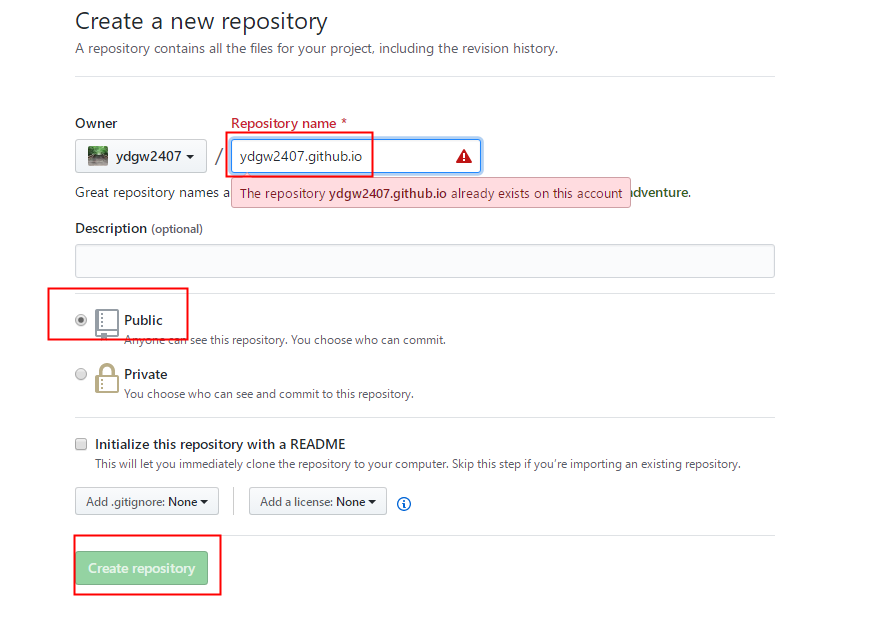 Create a new repository
A repository contains all the files for your project, including the revision history.
Owner
Repository name *
ydgw2407
/
ydgw2407.github.io
Great repository names a
The repository ydgw2407.github.io already exists on this account
dventure.
Description (optional)
Public
Anyone can see this repository. You choose who can commit.
Private
You choose who can see and commit to this repository.
Initialize this repository with a README
This will let you immediately clone the repository to your computer. Skip this step if you're importing an existing repository.
Add .gitignore: None
Add a license: None
Create repository